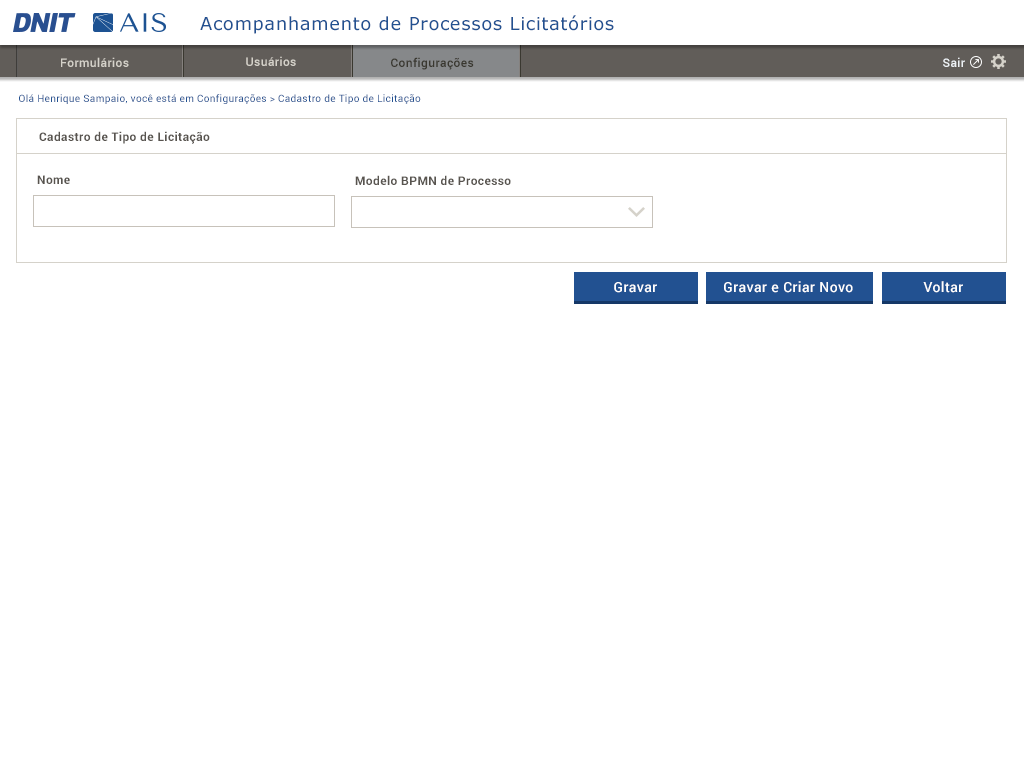 DNIT AIS Acompanhamento de Processos Licitatórios
Formulários Usuários Configurações Sair
Olá Henrique Sampaio, você está em Configurações > Cadastro de Tipo de Licitação
Cadastro de Tipo de Licitação
Nome Modelo BPMN de Processo
Gravar Gravar e Criar Novo Voltar